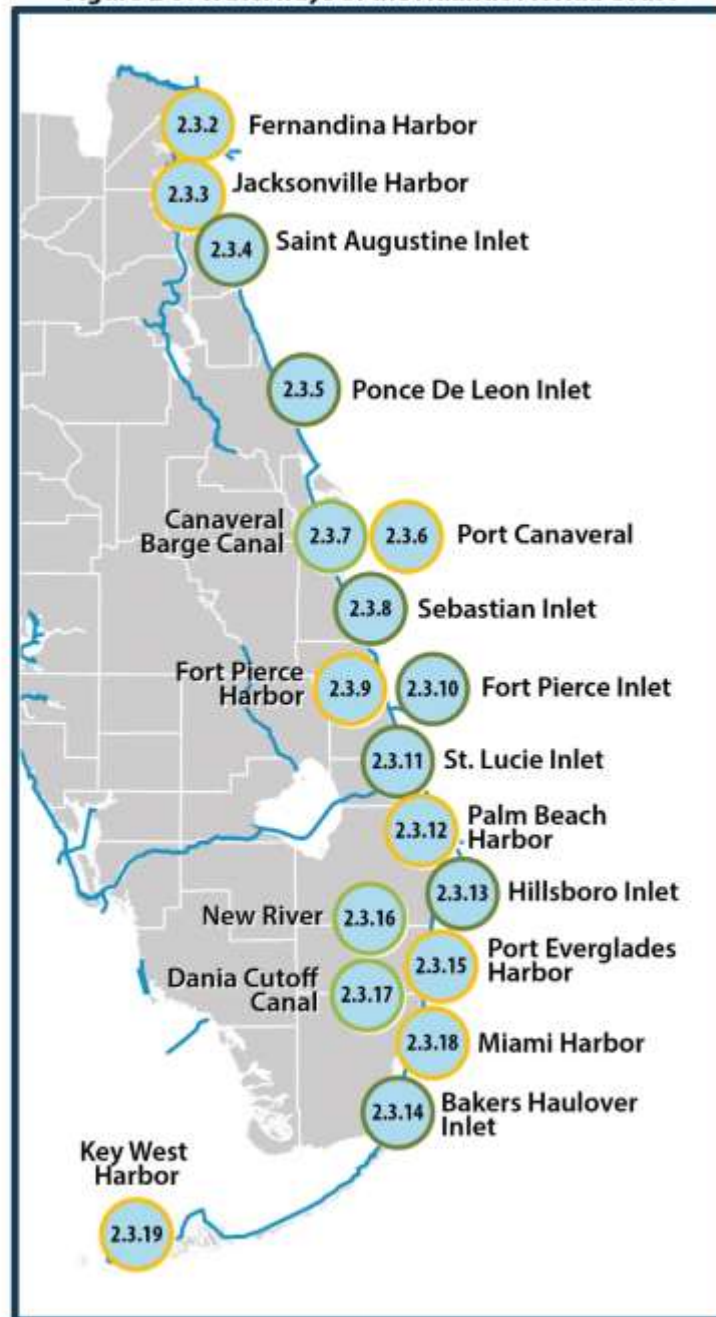 2.3.2
Fernandina Harbor
2.3.3
Jacksonville Harbor
2.3.4
Saint Augustine Inlet
2.3.5
Ponce De Leon Inlet
Canaveral
Barge Canal
2.3.7
2.3.6
Port Canaveral
2.3.8
Sebastian Inlet
Fort Pierce
Harbor
2.3.9
2.3.10
Fort Pierce Inlet
2.3.11
St. Lucie Inlet
2.3.12
Palm Beach
Harbor
2.3.13
Hillsboro Inlet
New River
2.3.16
2.3.15
Port Everglades
Harbor
Dania Cutoff
Canal
2.3.17
2.3.18
Miami Harbor
2.3.14
Bakers Haulover
Inlet
Key West
Harbor
2.3.19